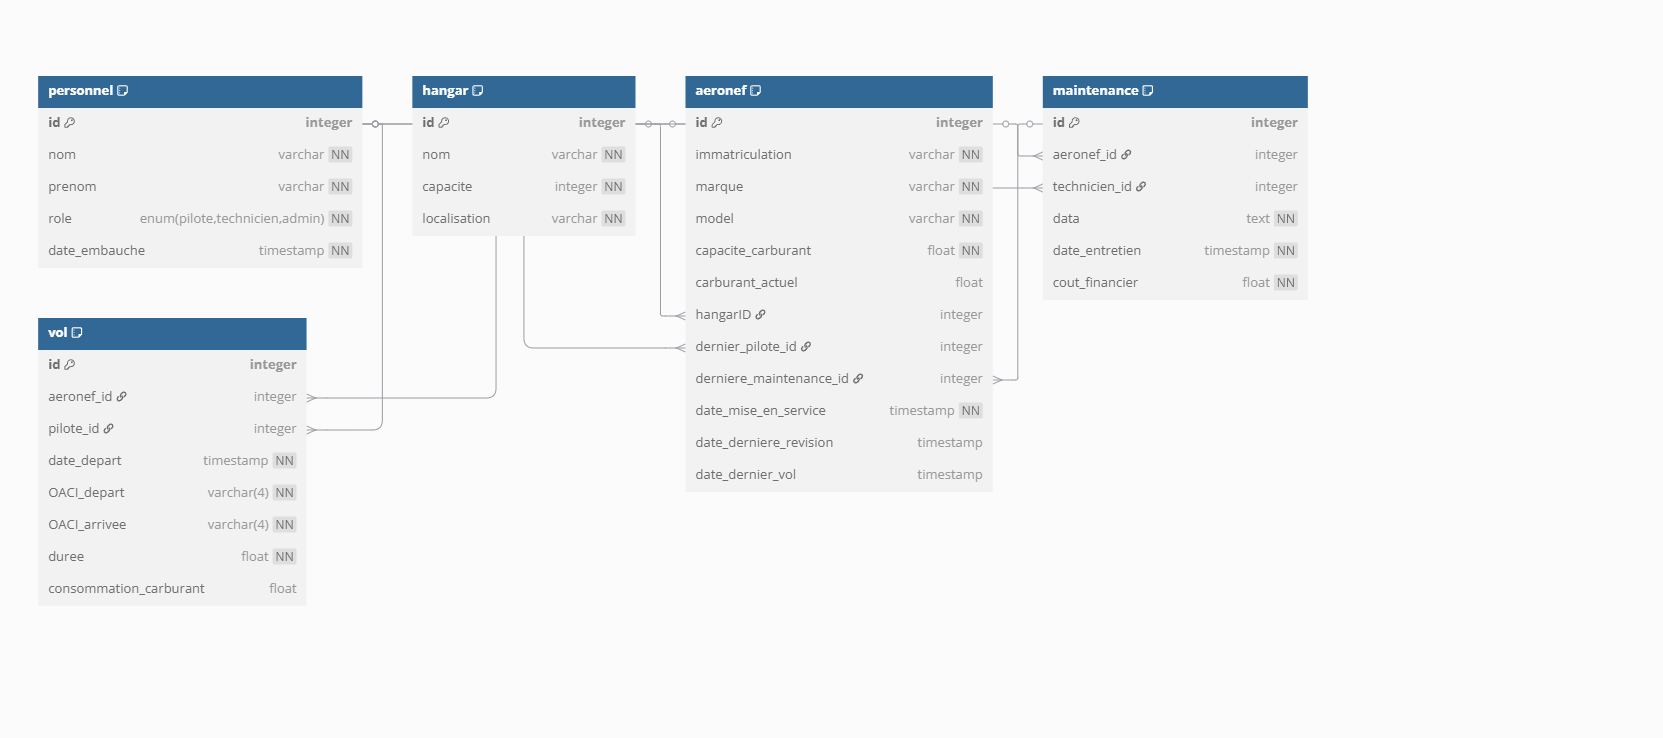 personnel
id integer
nom varchar NN
prenom varchar NN
role enum(pilote,technicien,admin) NN
date_embauche timestamp NN
hangar
id integer
nom varchar NN
capacite integer NN
localisation varchar NN
aeronef
id integer
immatriculation varchar NN
marque varchar NN
model varchar NN
capacite_carburant float NN
carburant_actuel float
hangarID integer
dernier_pilote_id integer
derniere_maintenance_id integer
date_mise_en_service timestamp NN
date_derniere_revision timestamp
date_dernier_vol timestamp
maintenance
id integer
aeronef_id integer
technicien_id integer
data text NN
date_entretien timestamp NN
cout_financier float NN
vol
id integer
aeronef_id integer
pilote_id integer
date_depart timestamp NN
OACI_depart varchar(4) NN
OACI_arrivee varchar(4) NN
duree float NN
consommation_carburant float